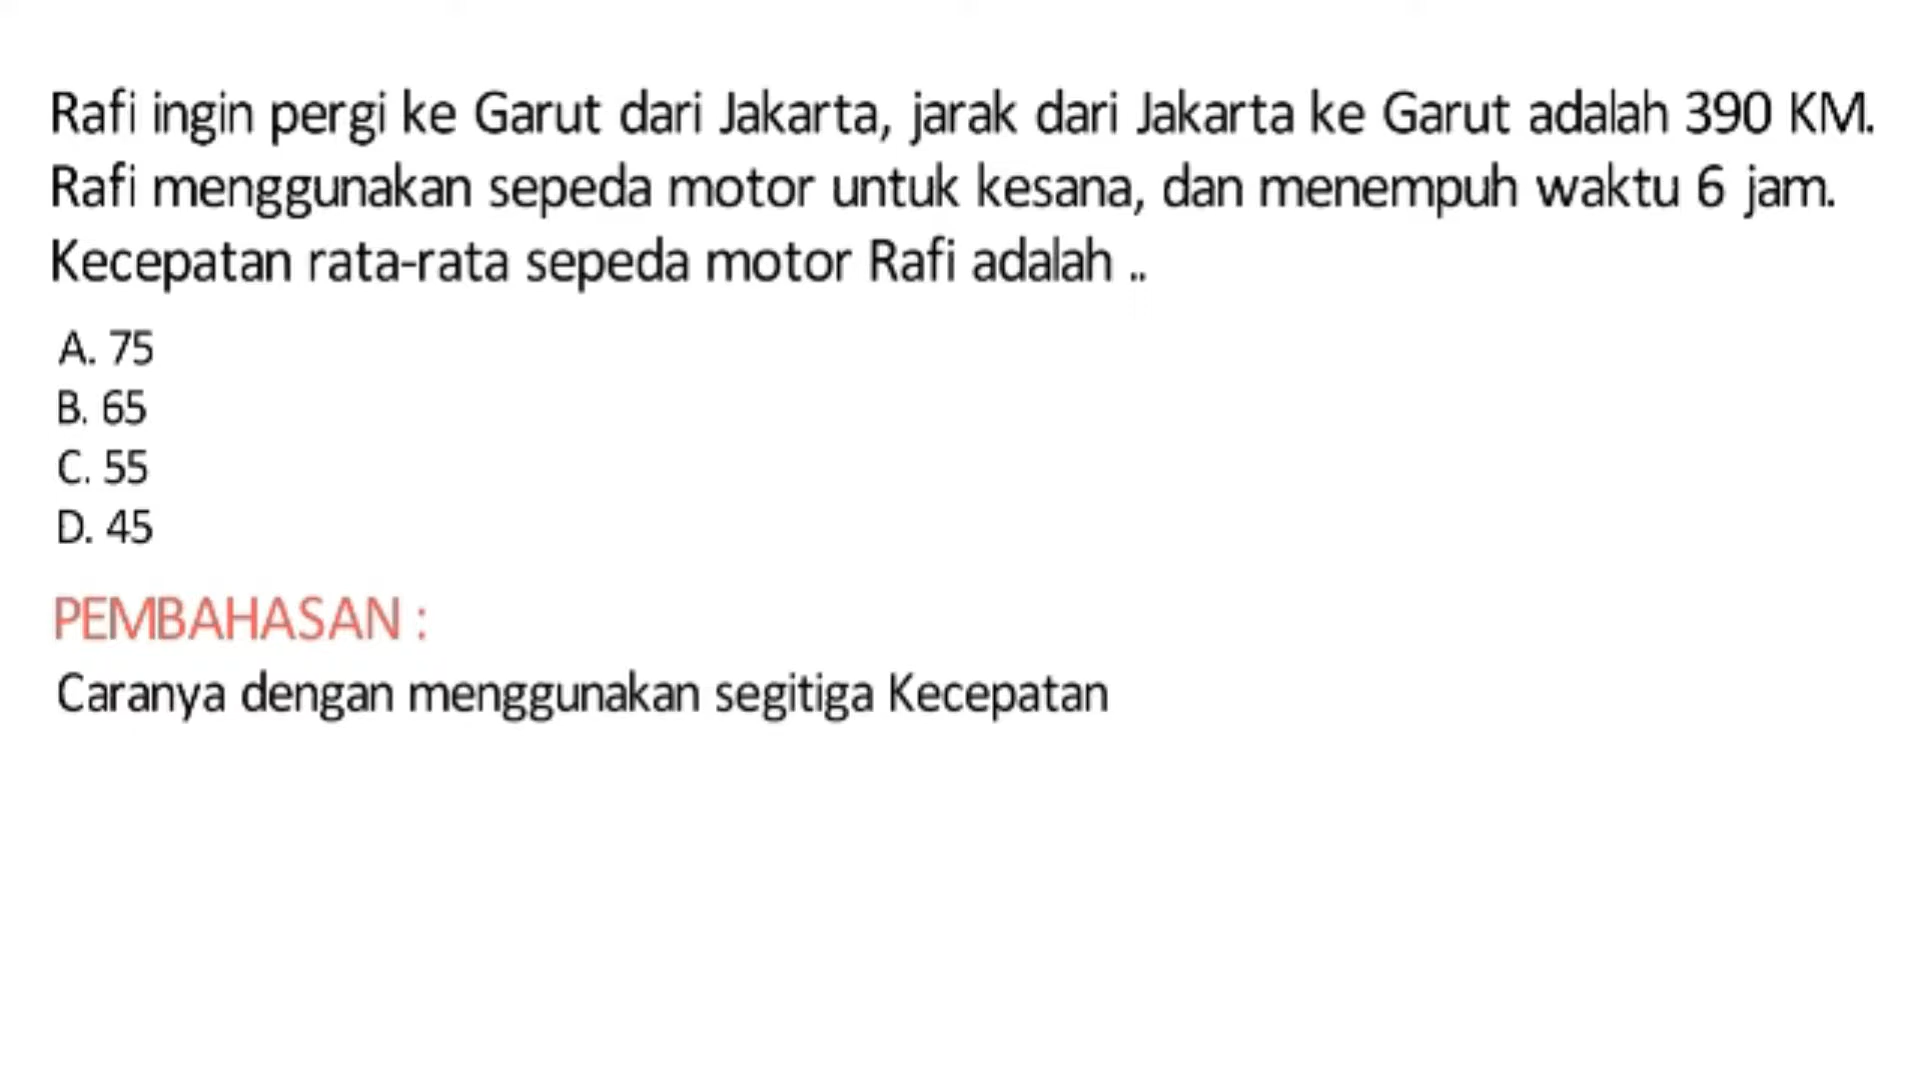 Rafi ingin pergi ke Garut dari Jakarta, jarak dari Jakarta ke Garut adalah 390 KM.
Rafi menggunakan sepeda motor untuk kesana, dan menempuh waktu 6 jam.
Kecepatan rata-rata sepeda motor Rafi adalah ..
A. 75
B. 65
C. 55
D. 45
PEMBAHASAN :
Caranya dengan menggunakan segitiga Kecepatan